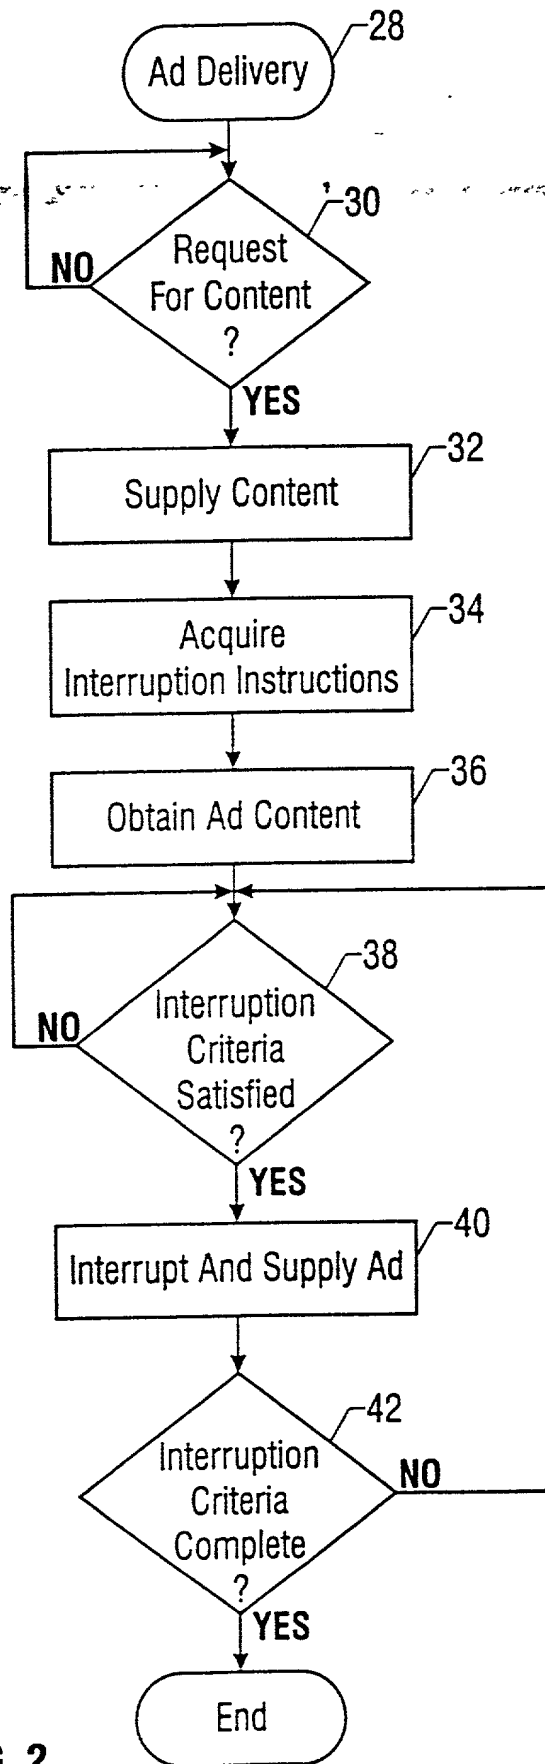 28
Ad Delivery
30
Request
For Content
?
NO
YES
32
Supply Content
34
Acquire
Interruption Instructions
36
Obtain Ad Content
38
Interruption
Criteria
Satisfied
?
NO
YES
40
Interrupt And Supply Ad
42
Interruption
Criteria
Complete
?
NO
YES
End
2